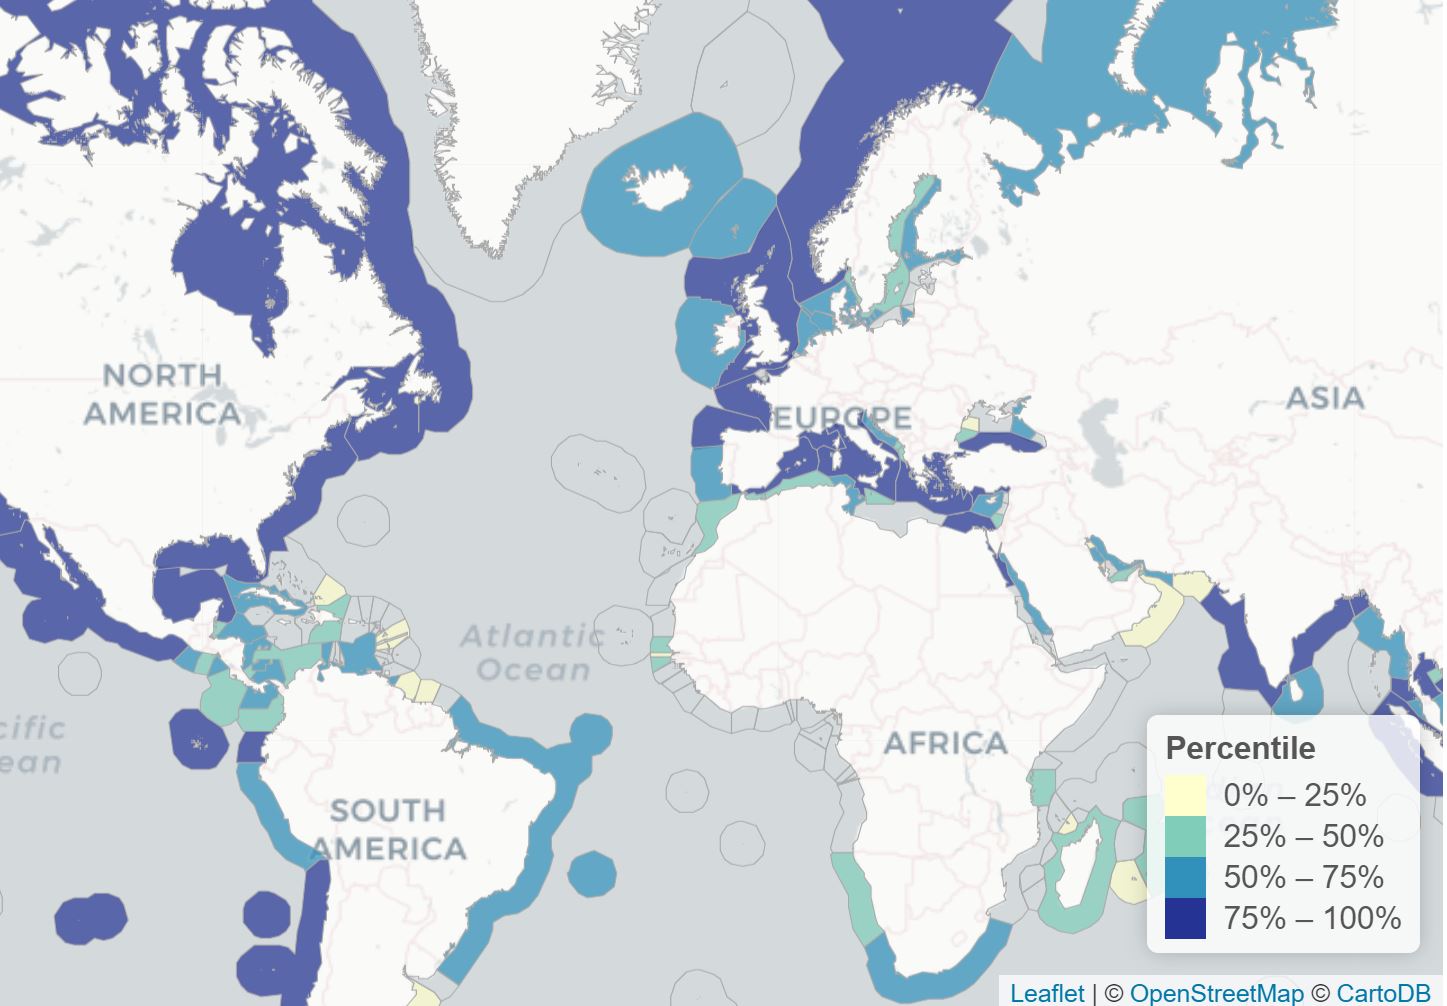 NORTH
AMERICA
EUROPE
ASIA
Atlantic
Ocean
cific
ean
AFRICA
SOUTH
AMERICA
Percentile
0% – 25%
25% – 50%
50% – 75%
75% – 100%
Leaflet | © OpenStreetMap © CartoDB